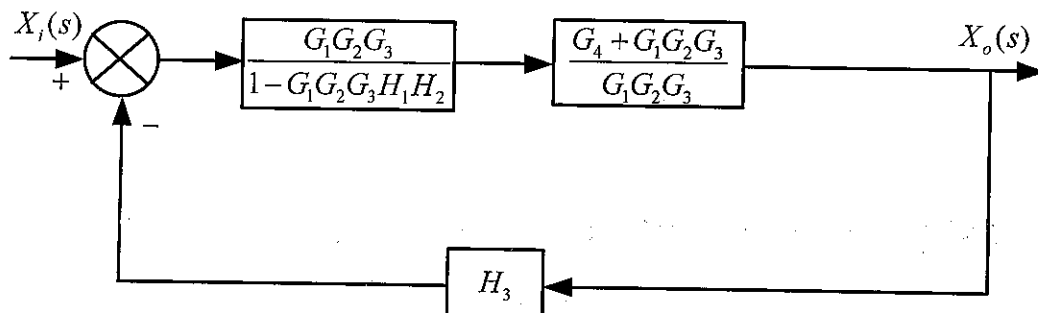 X_i(s)
+
−
G_1G_2G_3
1−G_1G_2G_3H_1H_2
G_4+G_1G_2G_3
G_1G_2G_3
X_o(s)
H_3